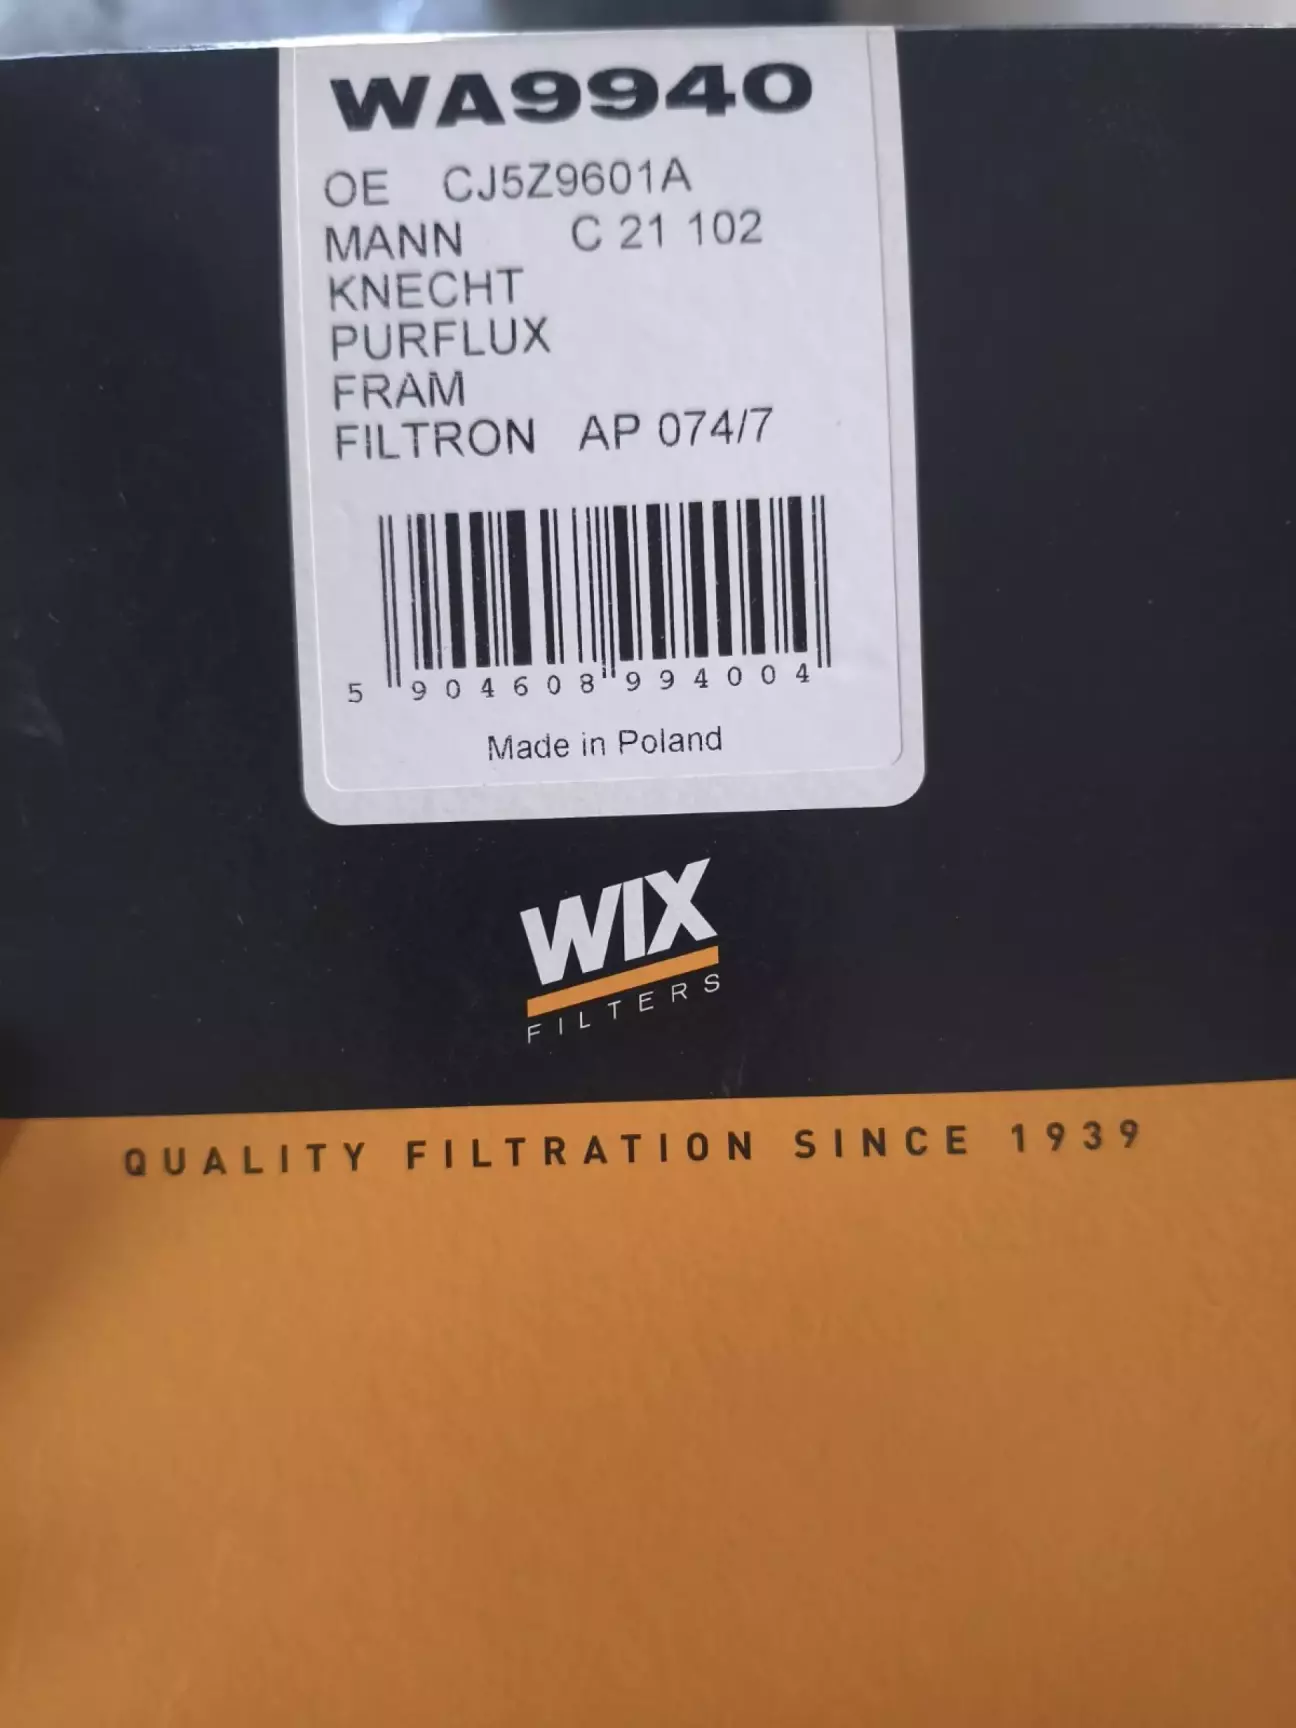 WA9940
OE CJ5Z9601A
MANN C 21 102
KNECHT
PURFLUX
FRAM
FILTRON AP 074/7
5 904608 994004
Made in Poland
WIX
FILTERS
QUALITY FILTRATION SINCE 1939